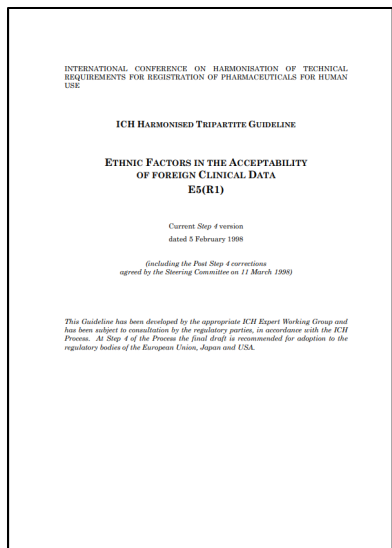 INTERNATIONAL CONFERENCE ON HARMONISATION OF TECHNICAL
REQUIREMENTS FOR REGISTRATION OF PHARMACEUTICALS FOR HUMAN
USE
ICH HARMONISED TRIPARTITE GUIDELINE
ETHNIC FACTORS IN THE ACCEPTABILITY
OF FOREIGN CLINICAL DATA
E5(R1)
Current Step 4 version
dated 5 February 1998
(including the Post Step 4 corrections
agreed by the Steering Committee on 11 March 1998)
This Guideline has been developed by the appropriate ICH Expert Working Group and
has been subject to consultation by the regulatory parties, in accordance with the ICH
Process. At Step 4 of the Process the final draft is recommended for adoption to the
regulatory bodies of the European Union, Japan and USA.